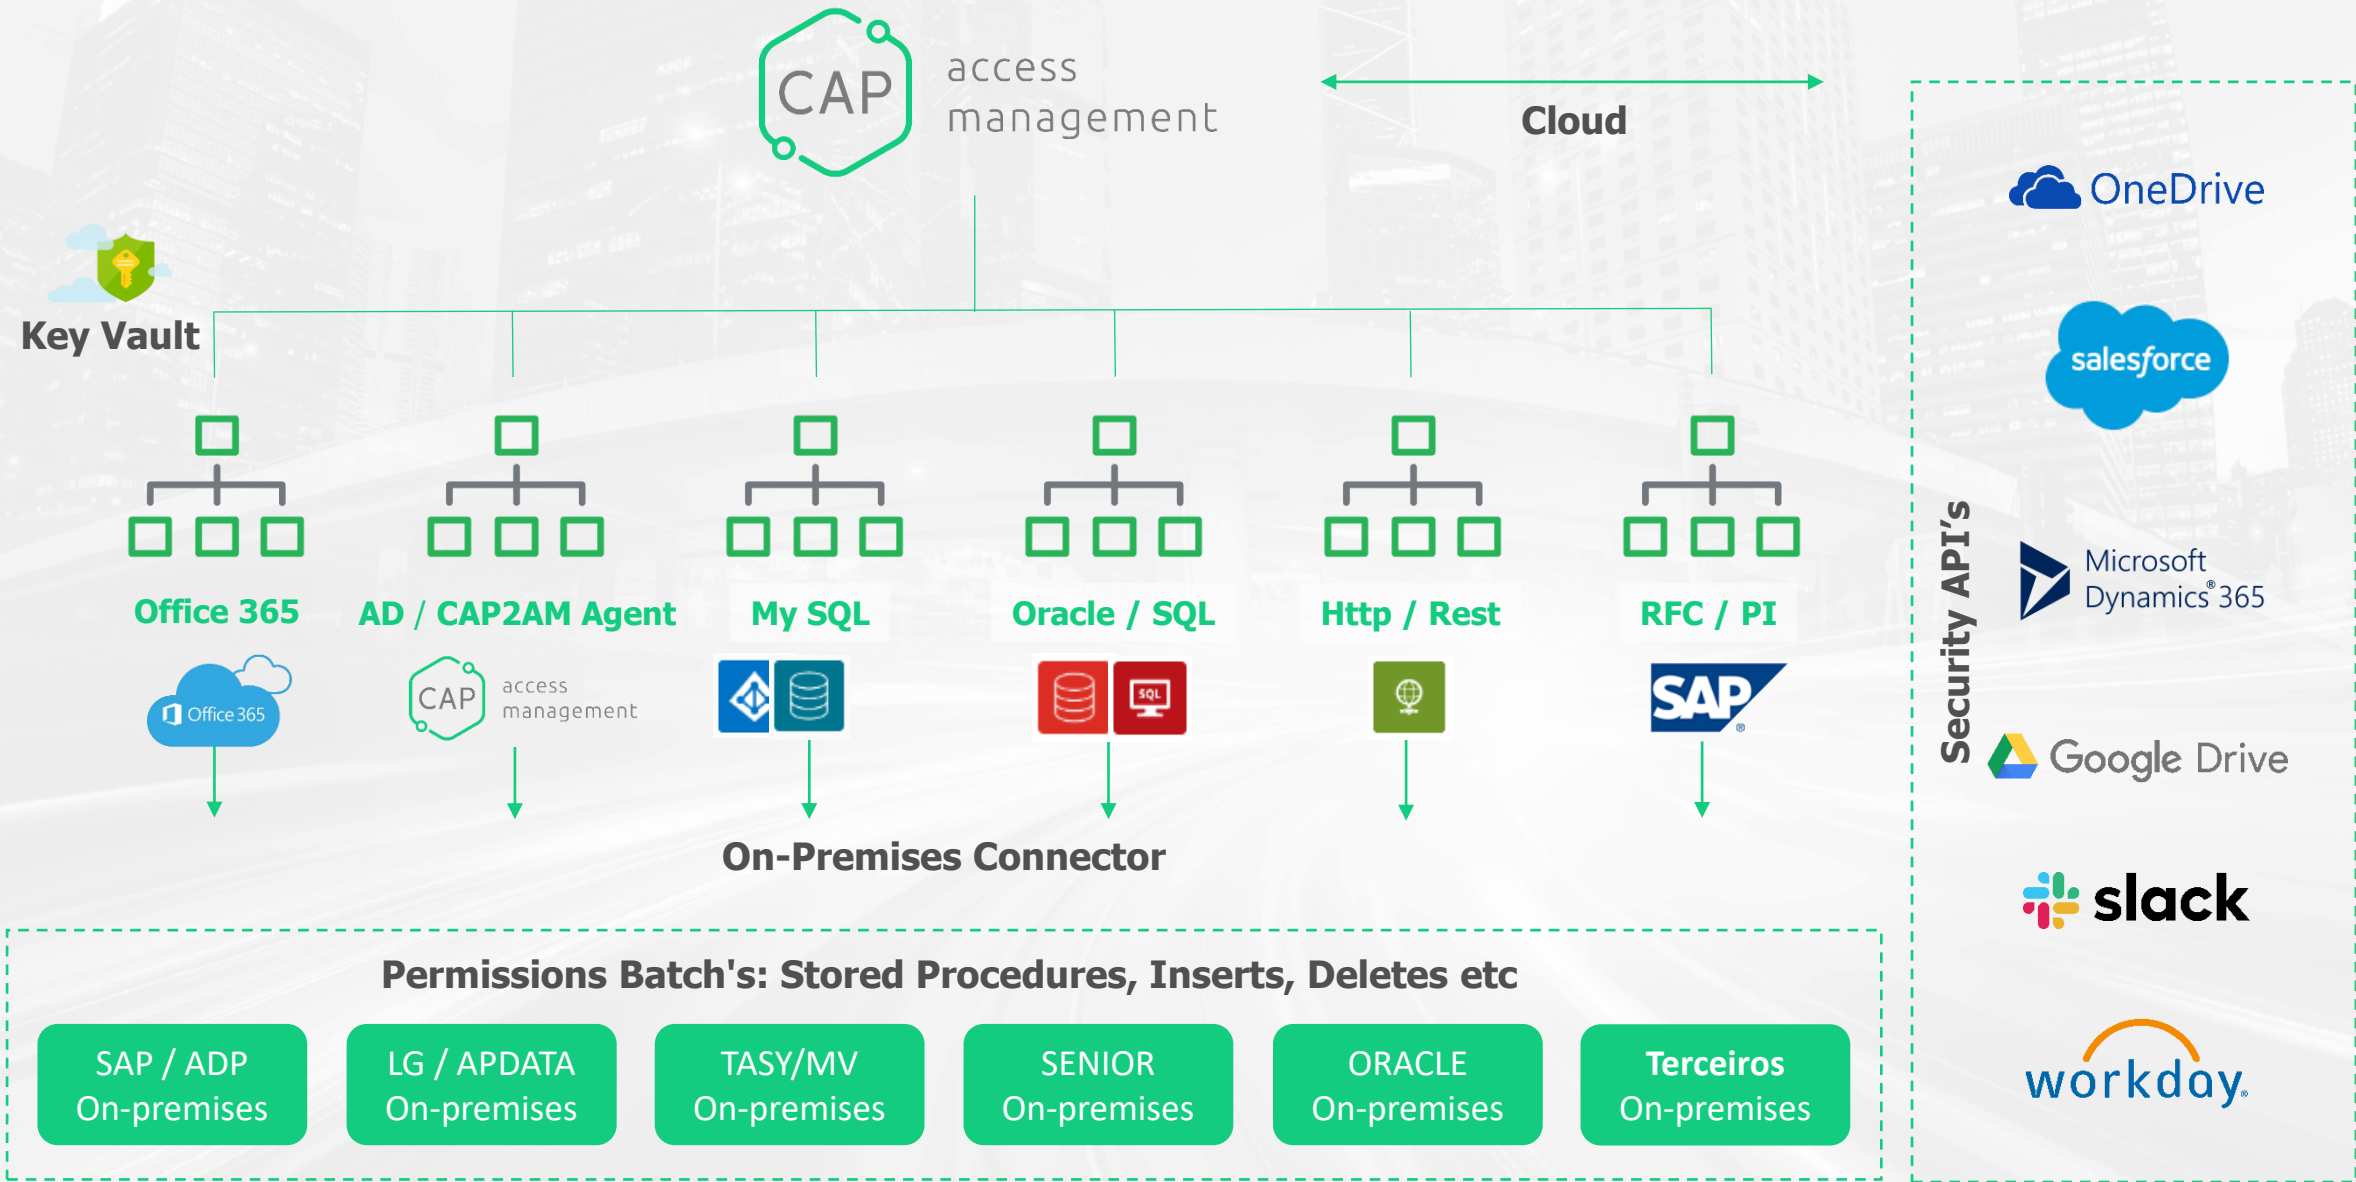 CAP
access
management
Cloud
Key Vault
Office 365
AD / CAP2AM Agent
My SQL
Oracle / SQL
Http / Rest
RFC / PI
Office 365
CAP
access
management
SQL
SAP®
On-Premises Connector
Permissions Batch's: Stored Procedures, Inserts, Deletes etc
SAP / ADP
On-premises
LG / APDATA
On-premises
TASY/MV
On-premises
SENIOR
On-premises
ORACLE
On-premises
Terceiros
On-premises
Security API’s
OneDrive
salesforce
Microsoft
Dynamics® 365
Google Drive
slack
workday®